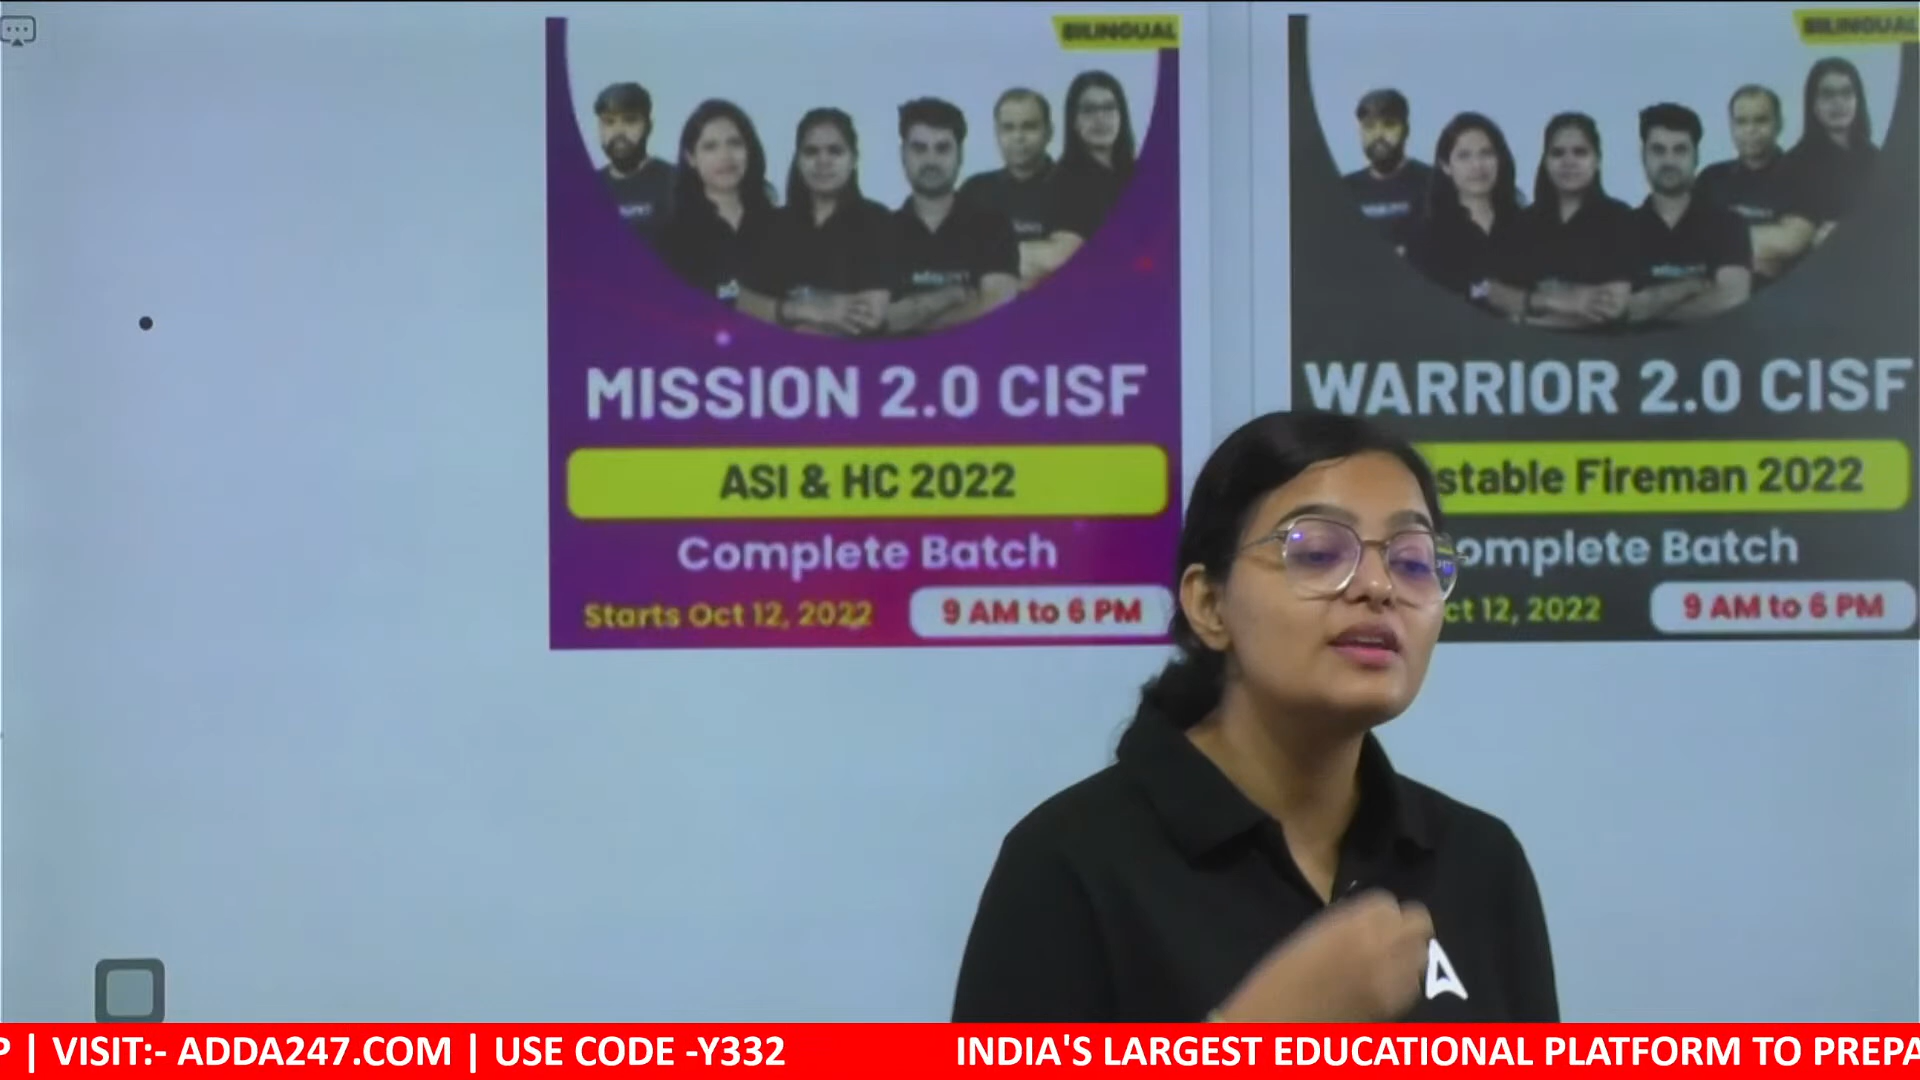 BILINGUAL
MISSION 2.0 CISF
ASI & HC 2022
Complete Batch
Starts Oct 12, 2022
9 AM to 6 PM
BILINGUAL
WARRIOR 2.0 CISF
stable Fireman 2022
omplete Batch
ct 12, 2022
9 AM to 6 PM
P | VISIT:- ADDA247.COM | USE CODE -Y332
INDIA'S LARGEST EDUCATIONAL PLATFORM TO PREPA